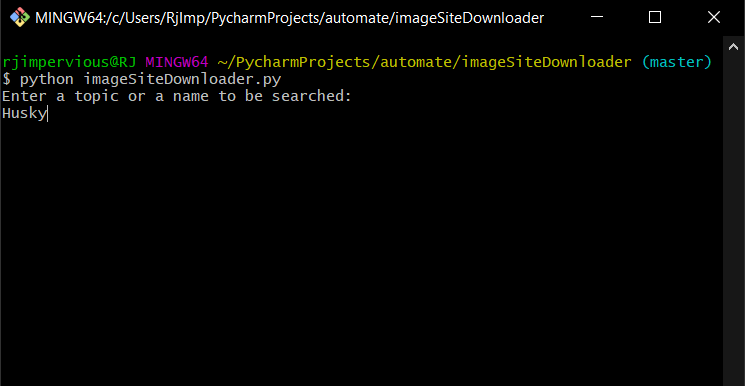 MINGW64:/c/Users/RjImp/PycharmProjects/automate/imageSiteDownloader
rjimpervious@RJ MINGW64 ~/PycharmProjects/automate/imageSiteDownloader (master)
$ python imageSiteDownloader.py
Enter a topic or a name to be searched:
Husky